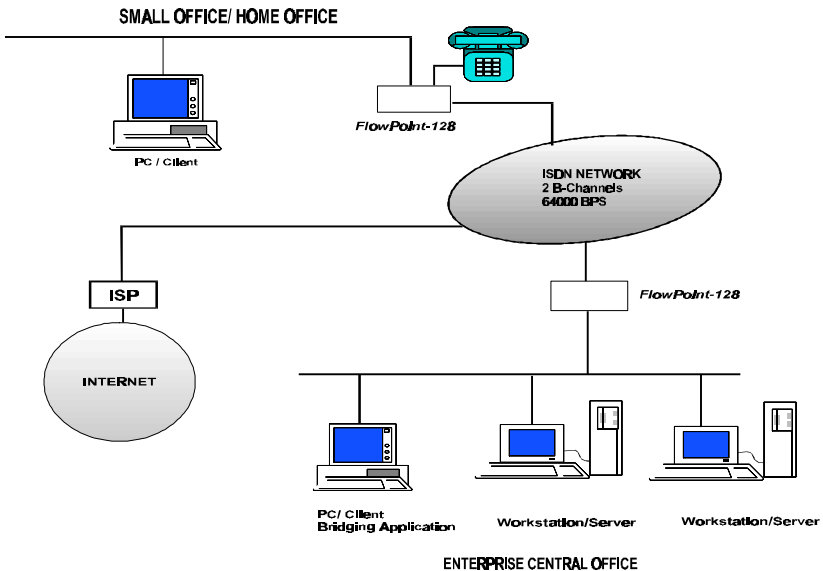 SMALL OFFICE/ HOME OFFICE
FlowPoint-128
PC / Client
ISDN NETWORK
2 B-Channels
64000 BPS
ISP
FlowPoint-128
INTERNET
PC/ Client
Bridging Application
Workstation/Server
Workstation/Server
ENTERPRISE CENTRAL OFFICE